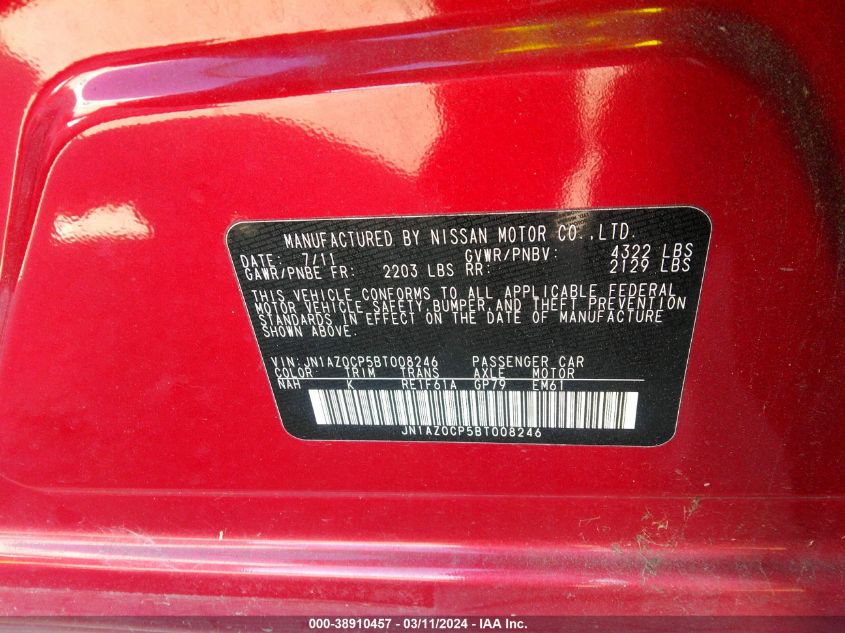 MANUFACTURED BY NISSAN MOTOR CO.,LTD.
DATE: 7/11 GVWR/PNBV: 4322 LBS
GAWR/PNBE FR: 2203 LBS RR: 2129 LBS
THIS VEHICLE CONFORMS TO ALL APPLICABLE FEDERAL
MOTOR VEHICLE SAFETY,BUMPER,AND THEFT PREVENTION
STANDARDS IN EFFECT ON THE DATE OF MANUFACTURE
SHOWN ABOVE.
VIN: JN1AZ0CP5BT008246 PASSENGER CAR
COLOR: TRIM TRANS AXLE MOTOR
NAH K RE1F61A GP79 EM61
JN1AZ0CP5BT008246
000-38910457 - 03/11/2024 - IAA Inc.